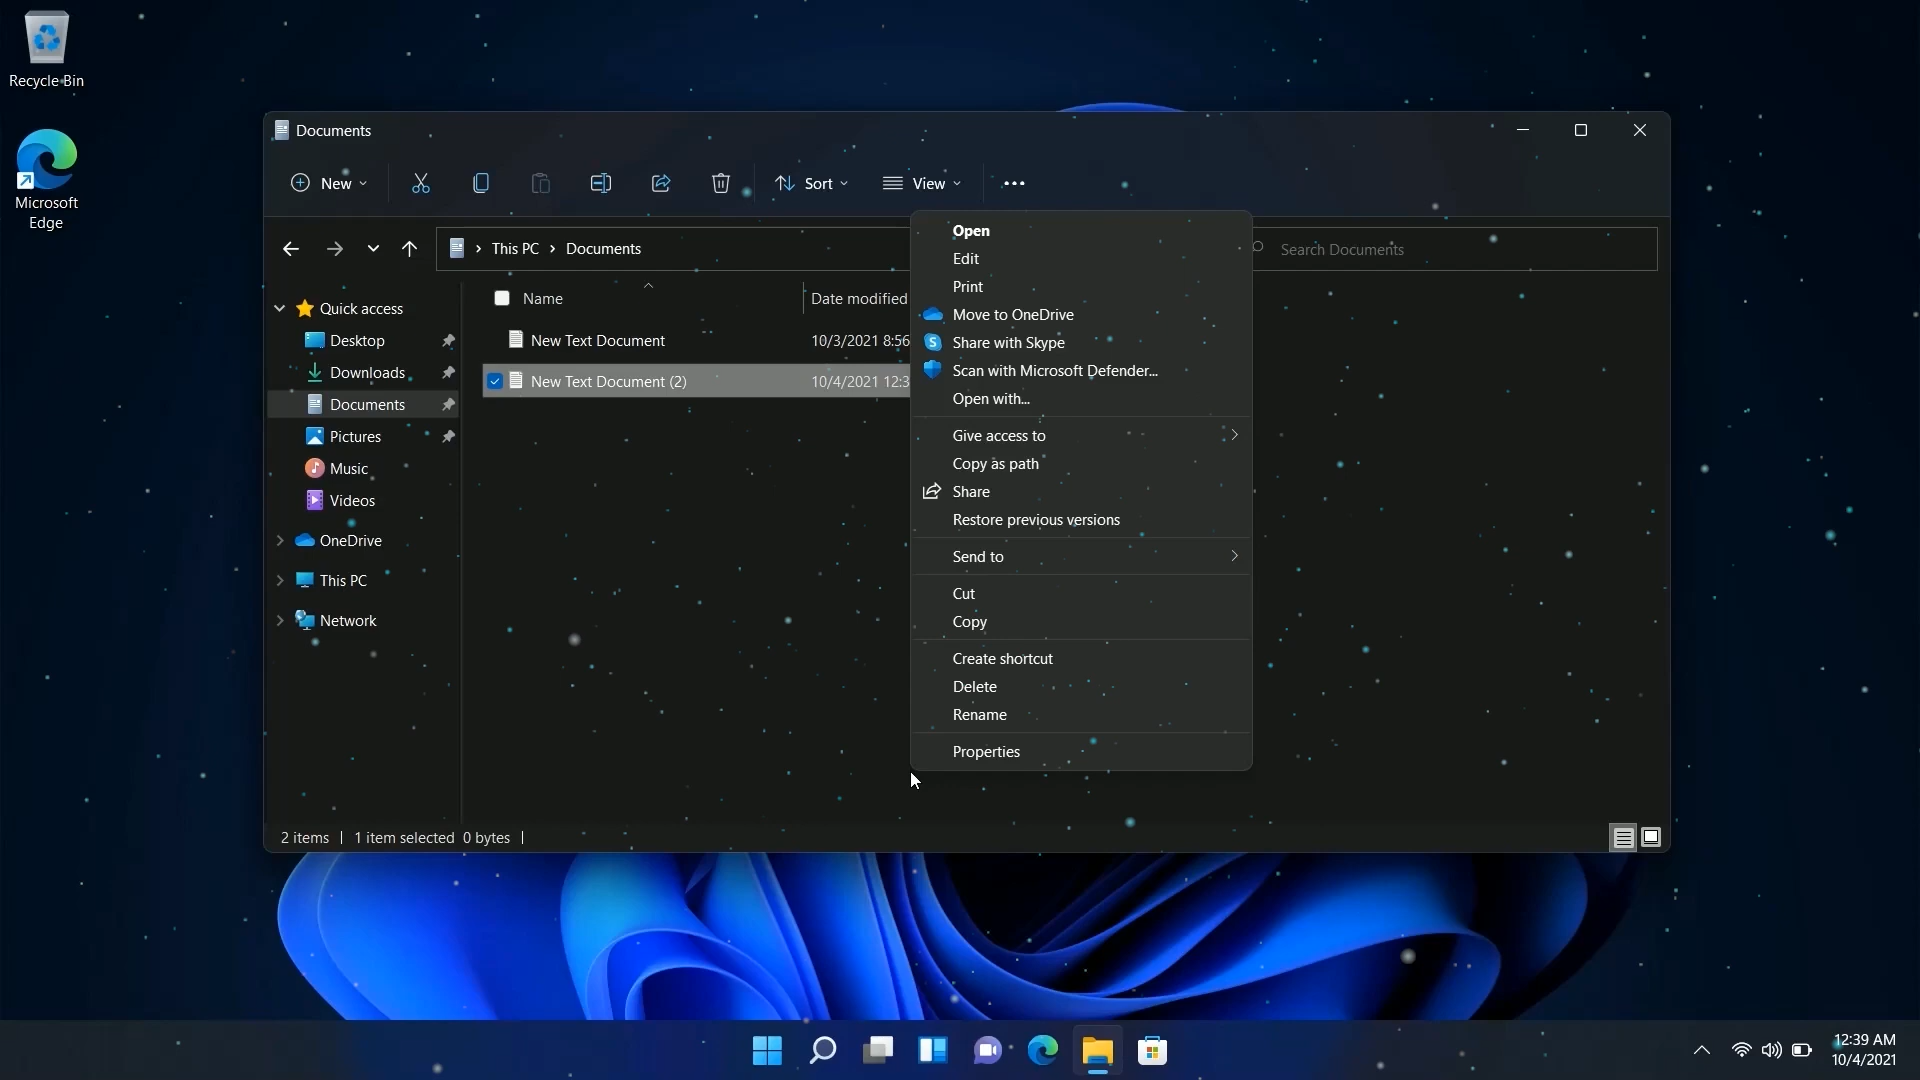 Recycle Bin
Microsoft
Edge
Documents
New
Sort
View
This PC
Documents
Search Documents
Name
Date modified
New Text Document
10/3/2021 8:56
New Text Document (2)
10/4/2021 12:3
Quick access
Desktop
Downloads
Documents
Pictures
Music
Videos
OneDrive
This PC
Network
Open
Edit
Print
Move to OneDrive
Share with Skype
Scan with Microsoft Defender...
Open with...
Give access to
Copy as path
Share
Restore previous versions
Send to
Cut
Copy
Create shortcut
Delete
Rename
Properties
2 items
1 item selected 0 bytes
12:39 AM
10/4/2021